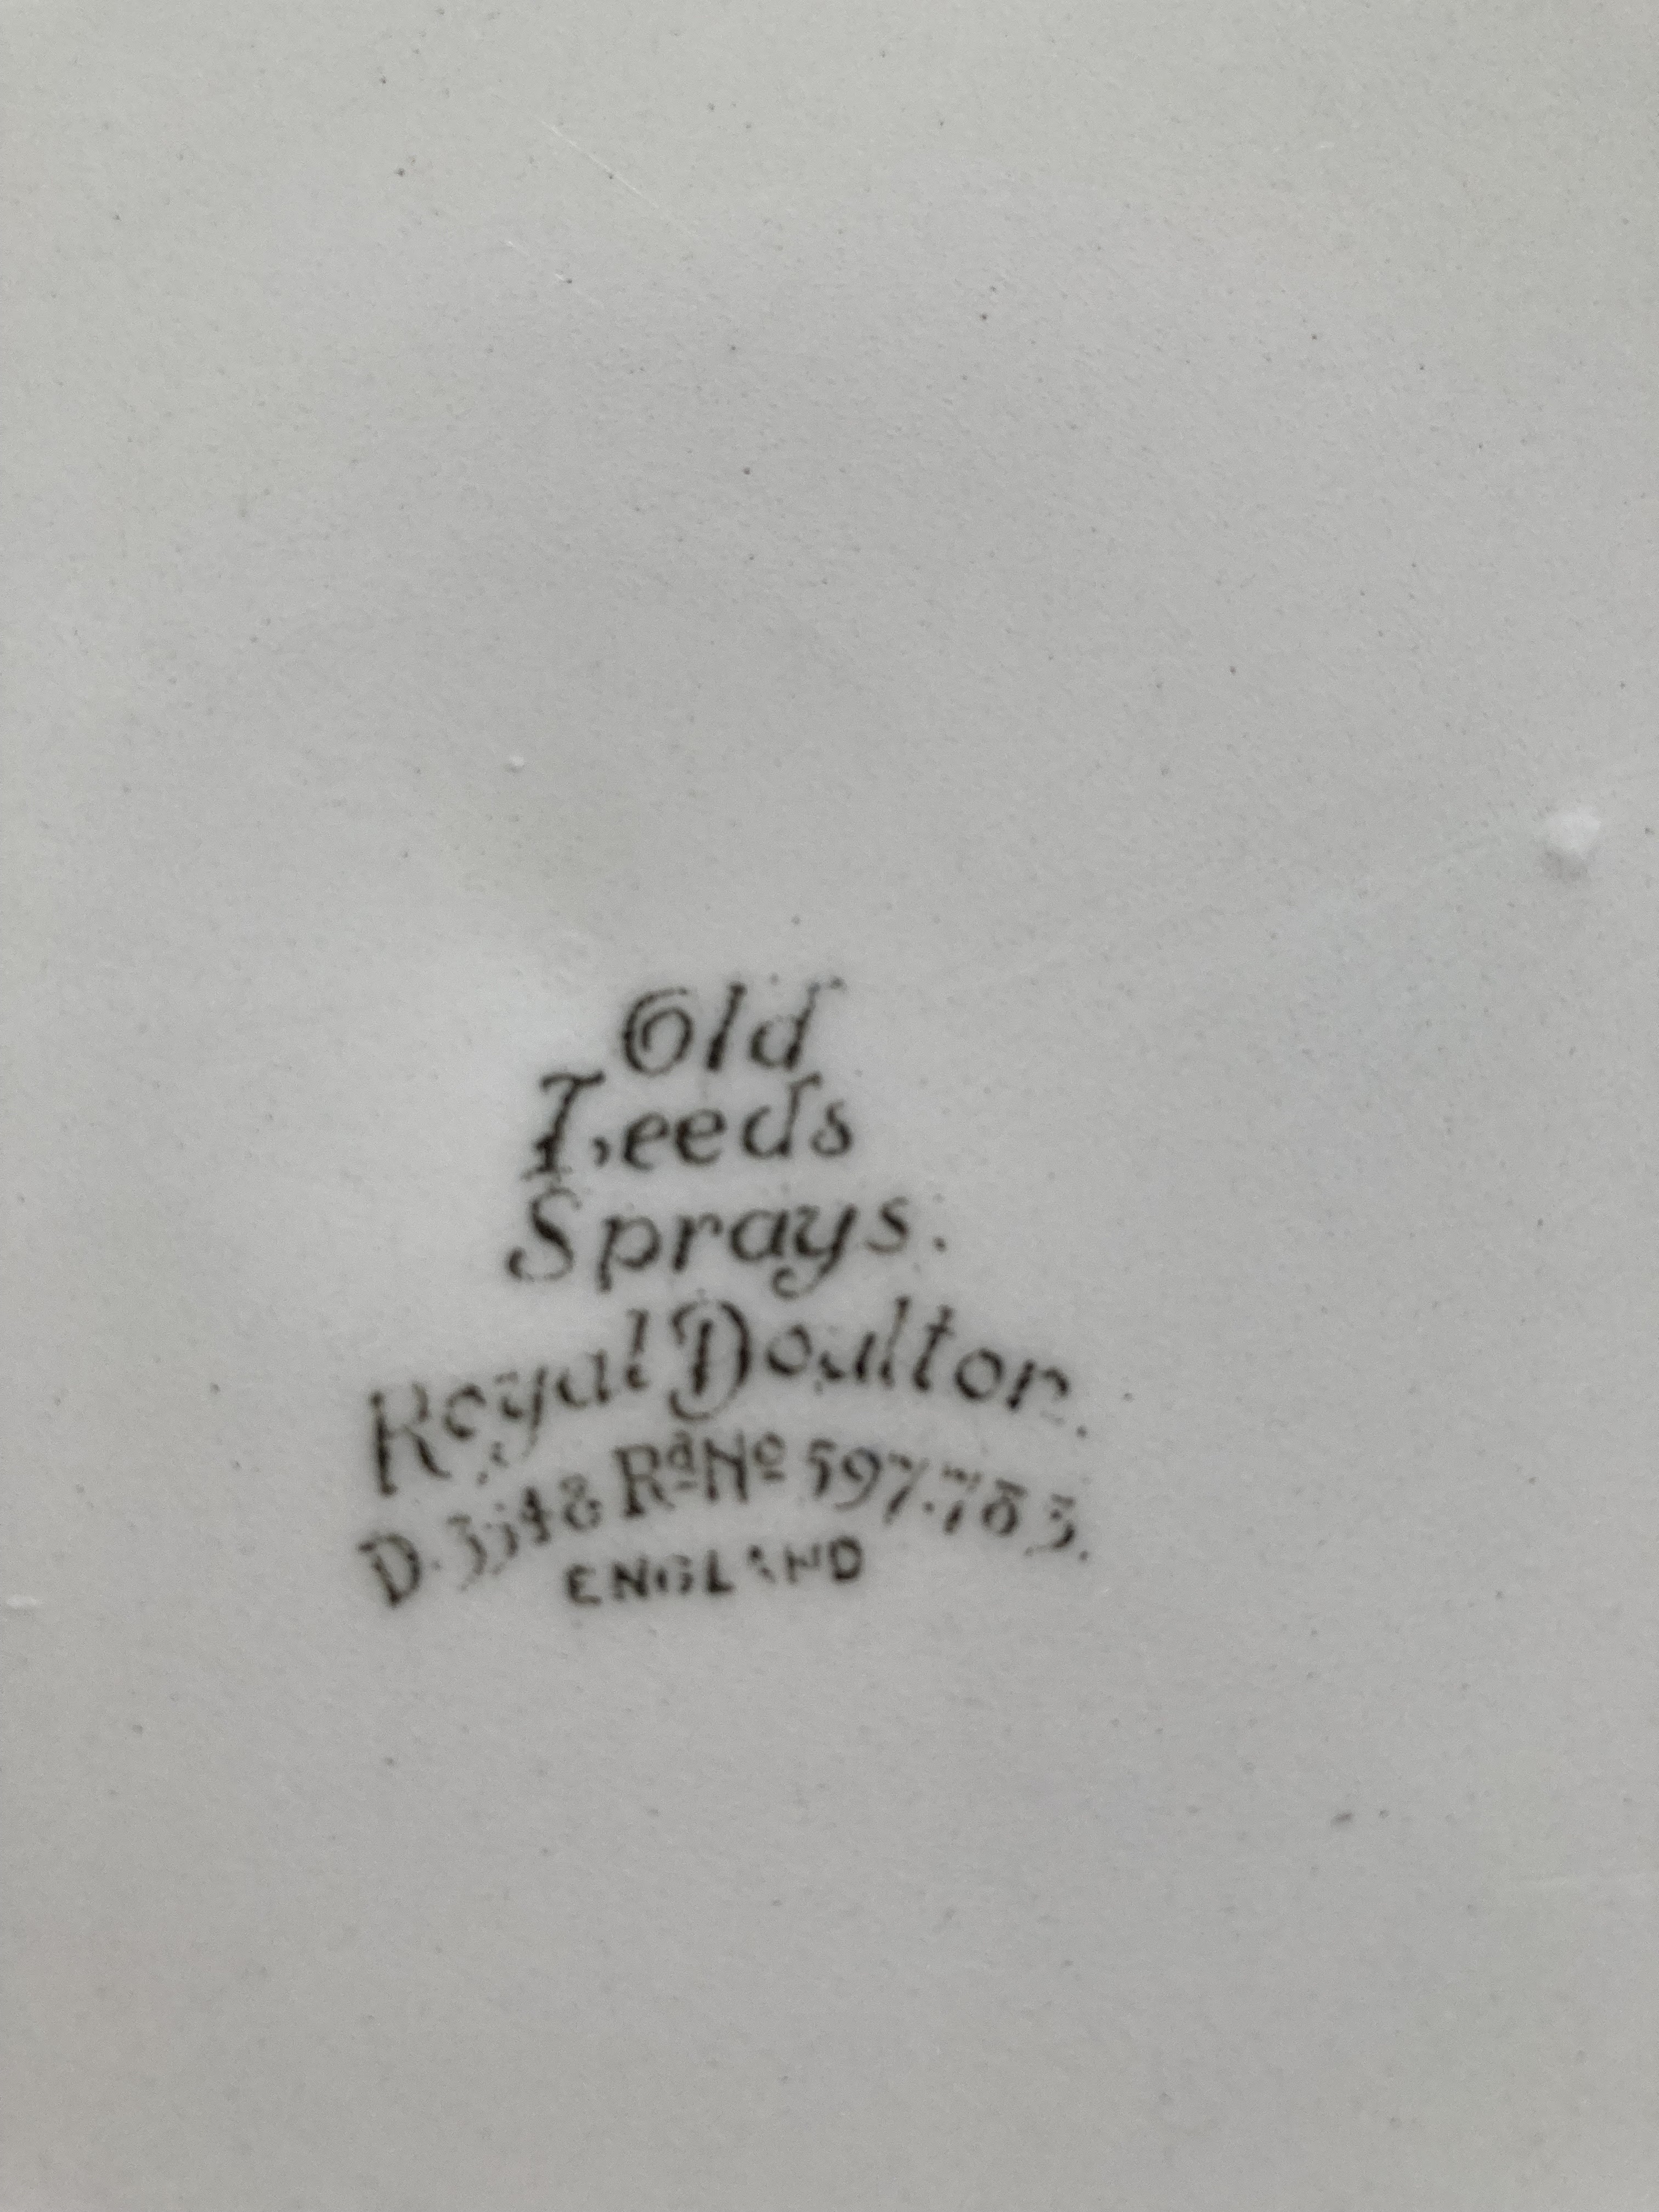 Old
Leeds
Sprays.
Royal Doulton.
D.3548 Rd No 597.783.
ENGLAND